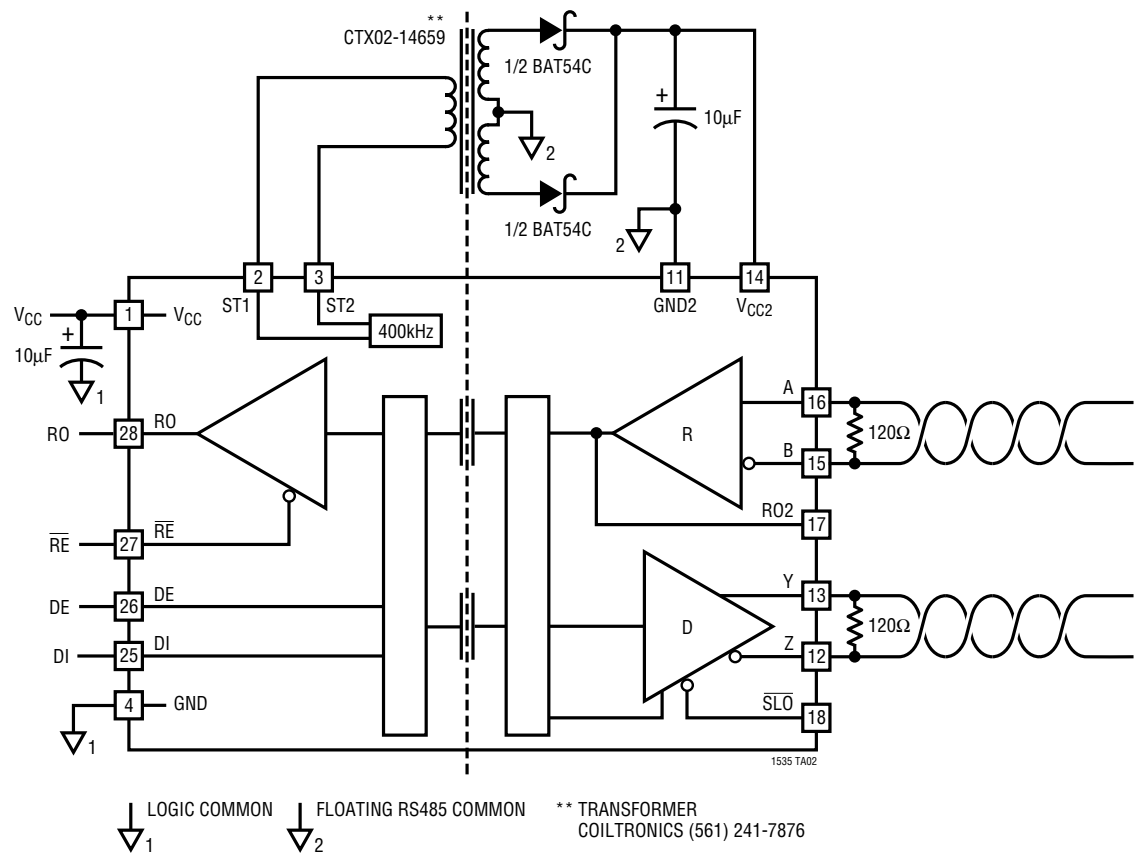 **
CTX02-14659
1/2 BAT54C
+
10µF
2
1/2 BAT54C
2
2
3
11
14
ST1
ST2
GND2
VCC2
VCC
1
VCC
400kHz
+
10µF
1
A
16
RO
28
RO
R
120Ω
B
15
RO2
17
RE
27
RE
Y
13
DE
26
DE
D
120Ω
DI
25
DI
Z
12
4
GND
SLO
18
1
1535 TA02
1
LOGIC COMMON
2
FLOATING RS485 COMMON
** TRANSFORMER
COILTRONICS (561) 241-7876